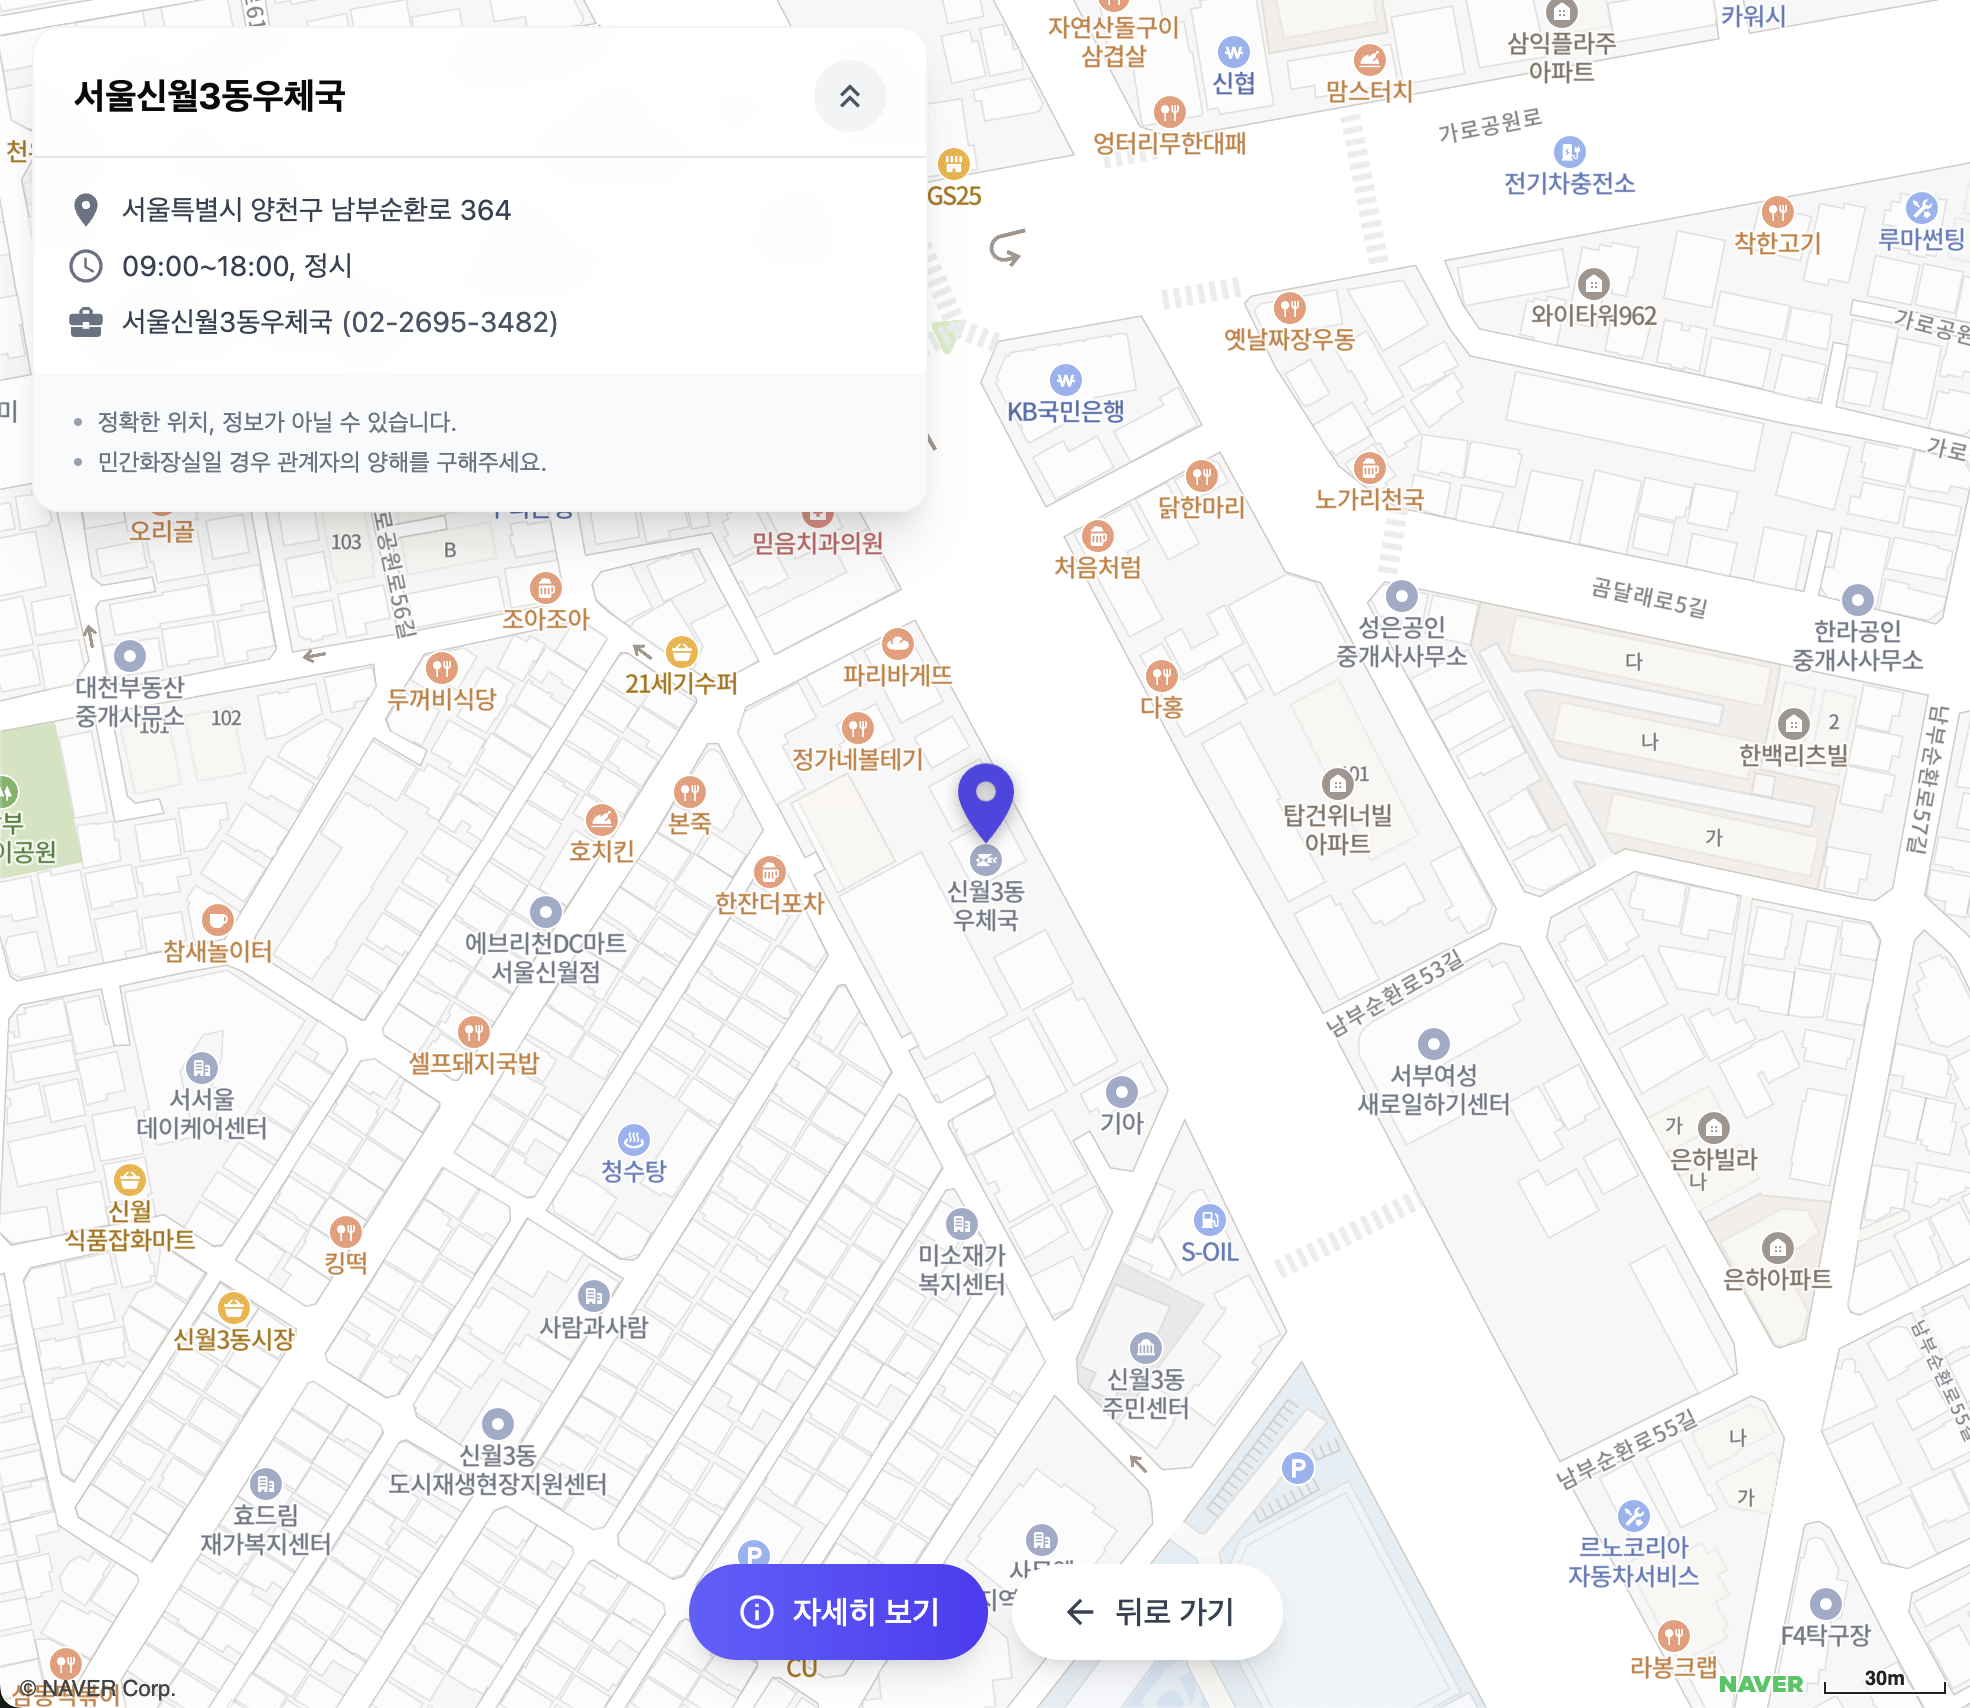 서울신월3동우체국
서울특별시 양천구 남부순환로 364
09:00~18:00, 정시
서울신월3동우체국 (02-2695-3482)
정확한 위치, 정보가 아닐 수 있습니다.
민간화장실일 경우 관계자의 양해를 구해주세요.
자연산돌구이
삼겹살
신협
맘스터치
삼익플라주
아파트
카워시
엉터리무한대패
가로공원로
전기차충전소
GS25
착한고기
루마썬팅
와이타워962
옛날짜장우동
KB국민은행
닭한마리
노가리천국
처음처럼
오리골
103
B
믿음치과의원
조아조아
곰달래로5길
성은공인
중개사사무소
한라공인
중개사사무소
대천부동산
중개사무소
101
102
두꺼비식당
21세기수퍼
파리바게뜨
다홍
다
나
가
한백리츠빌
2
남부순환로57길
정가네볼테기
탑건위너빌
아파트
본죽
호치킨
한잔더포차
신월3동
우체국
참새놀이터
에브리천DC마트
서울신월점
남부순환로53길
셀프돼지국밥
서서울
데이케어센터
기아
서부여성
새로일하기센터
청수탕
가
은하빌라
나
신월
식품잡화마트
킹떡
미소재가
복지센터
S-OIL
은하아파트
신월3동시장
사람과사람
신월3동
주민센터
남부순환로55길
신월3동
도시재생현장지원센터
남부순환로55길
나
가
P
효드림
재가복지센터
르노코리아
자동차서비스
P
자세히 보기
뒤로 가기
F4탁구장
라봉크랩
CU
© NAVER Corp.
NAVER
30m